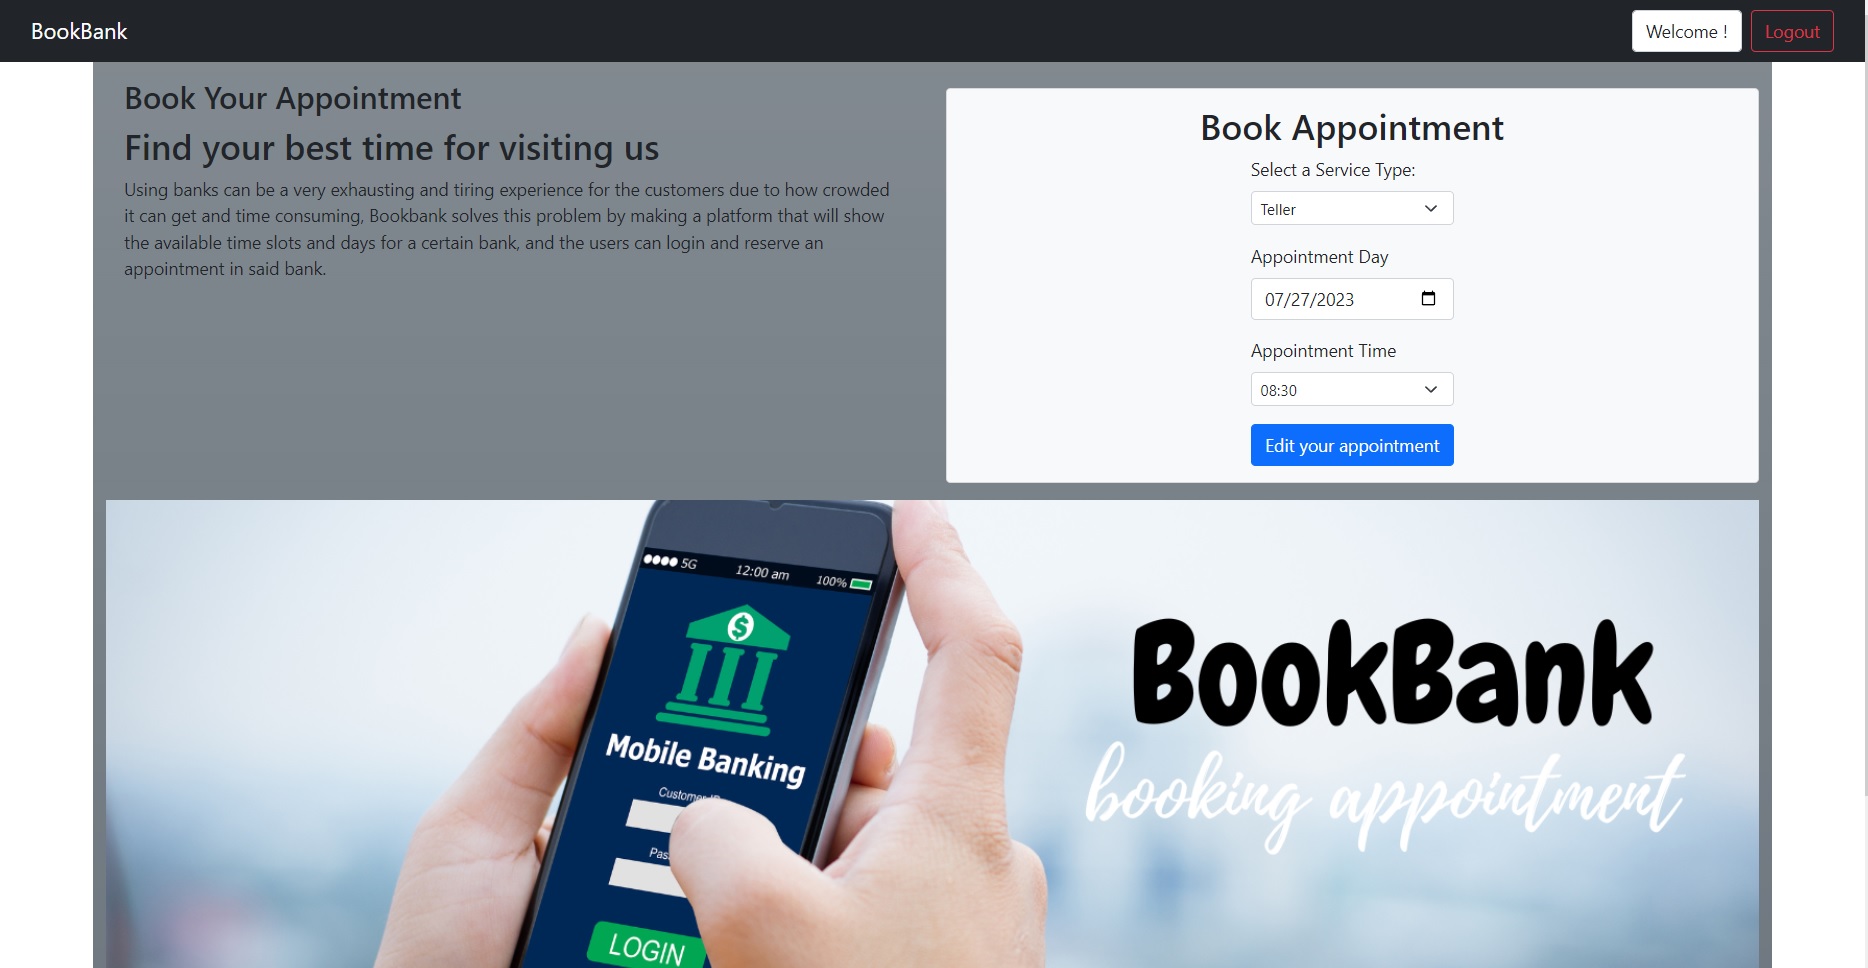 BookBank
Welcome !
Logout
Book Your Appointment
Find your best time for visiting us
Using banks can be a very exhausting and tiring experience for the customers due to how crowded
it can get and time consuming, Bookbank solves this problem by making a platform that will show
the available time slots and days for a certain bank, and the users can login and reserve an
appointment in said bank.
Book Appointment
Select a Service Type:
Teller
Appointment Day
07/27/2023
Appointment Time
08:30
Edit your appointment
5G 12:00 am 100%
$
Mobile Banking
Customer
LOGIN
BookBank
booking appointment